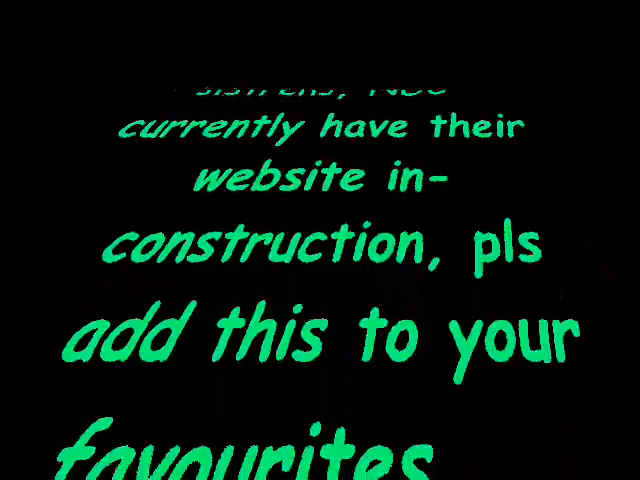 currently have their
website in-
construction, pls
add this to your
favourites